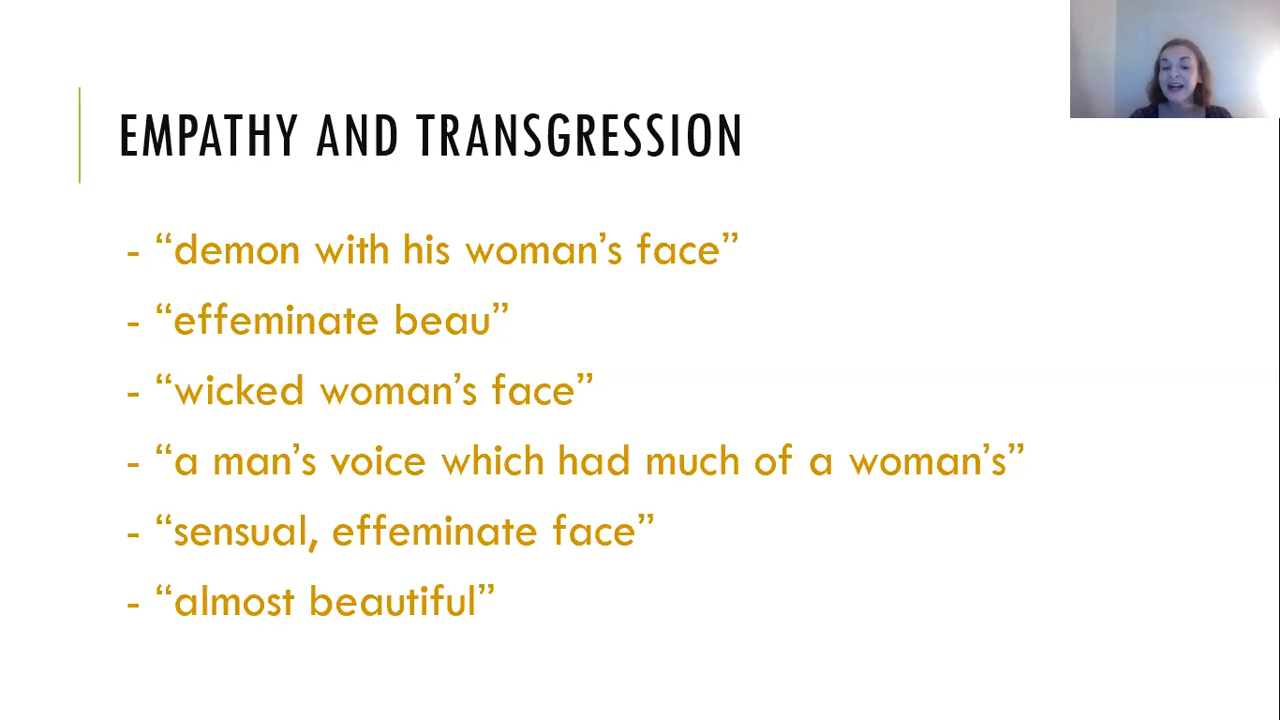 EMPATHY AND TRANSGRESSION
- “demon with his woman’s face”
- “effeminate beau”
- “wicked woman’s face”
- “a man’s voice which had much of a woman’s”
- “sensual, effeminate face”
- “almost beautiful”